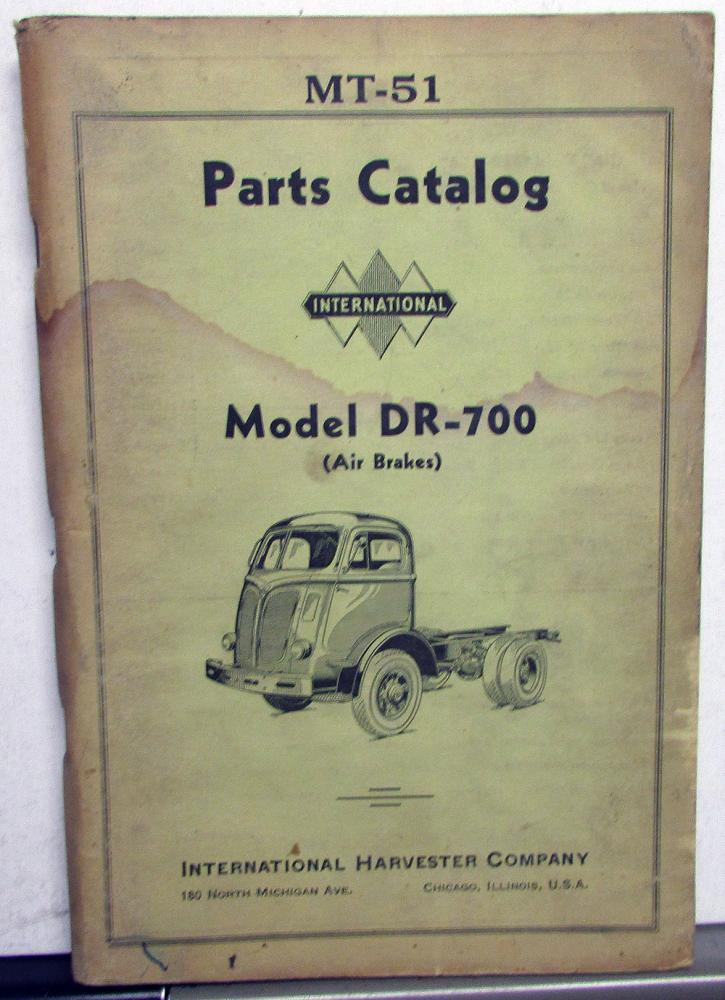 MT-51
Parts Catalog
INTERNATIONAL
Model DR-700
(Air Brakes)
INTERNATIONAL HARVESTER COMPANY
180 NORTH MICHIGAN AVE. CHICAGO, ILLINOIS, U.S.A.